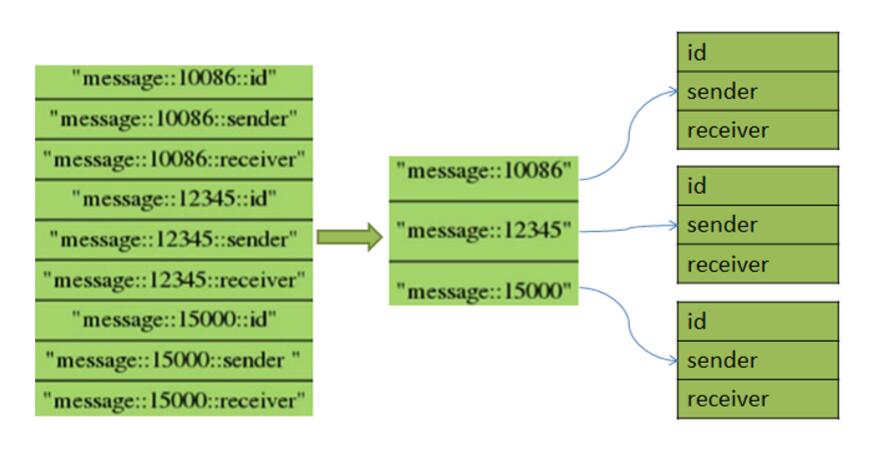 "message::10086::id"
"message::10086::sender"
"message::10086::receiver"
"message::12345::id"
"message::12345::sender"
"message::12345::receiver"
"message::15000::id"
"message::15000::sender "
"message::15000::receiver"
"message::10086"
"message::12345"
"message::15000"
id
sender
receiver
id
sender
receiver
id
sender
receiver